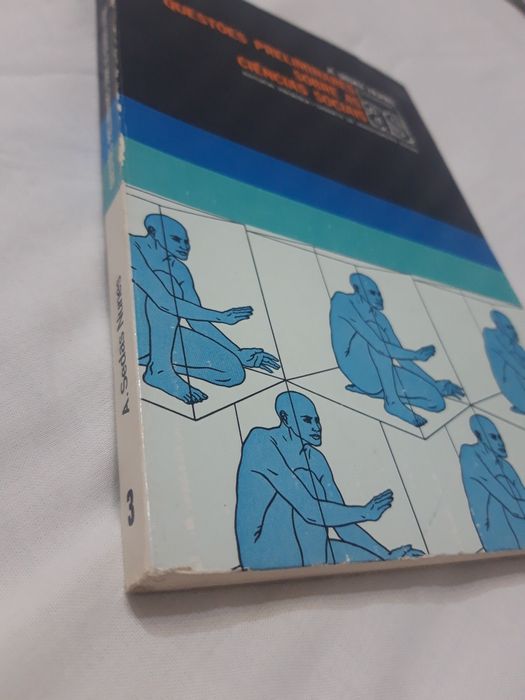 QUESTÕES PRELIMINARES
SOBRE AS
CIÊNCIAS SOCIAIS
A. Sedas Nunes
3